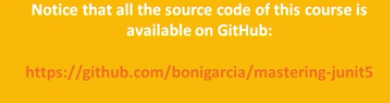 Notice that all the source code of this course is
available on GitHub:
https://github.com/bonigarcia/mastering-junit5